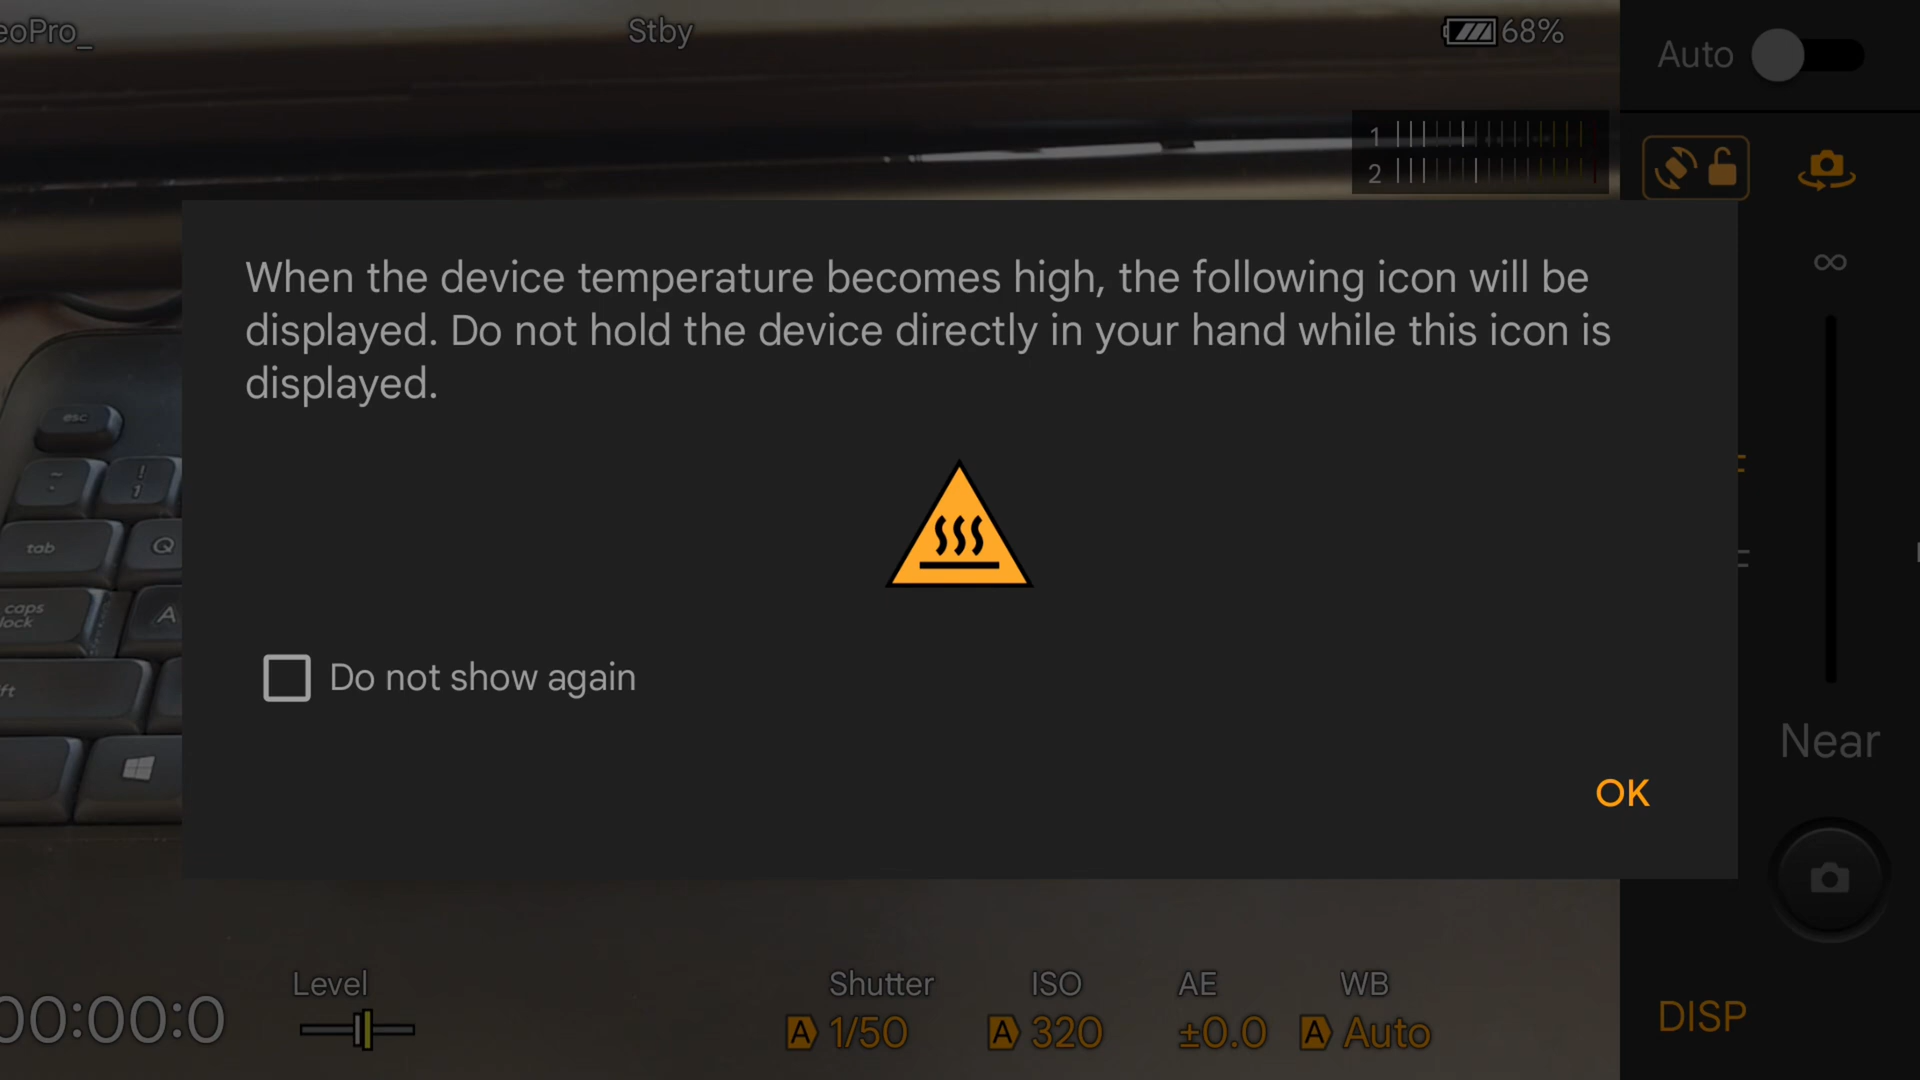 eoPro_
Stby
68%
Auto
1
2
∞
When the device temperature becomes high, the following icon will be
displayed. Do not hold the device directly in your hand while this icon is
displayed.
esc
~
!
1
tab
Q
caps
lock
A
ft
Do not show again
Near
OK
Level
Shutter
ISO
AE
WB
00:00:0
A 1/50
A 320
±0.0
A Auto
DISP